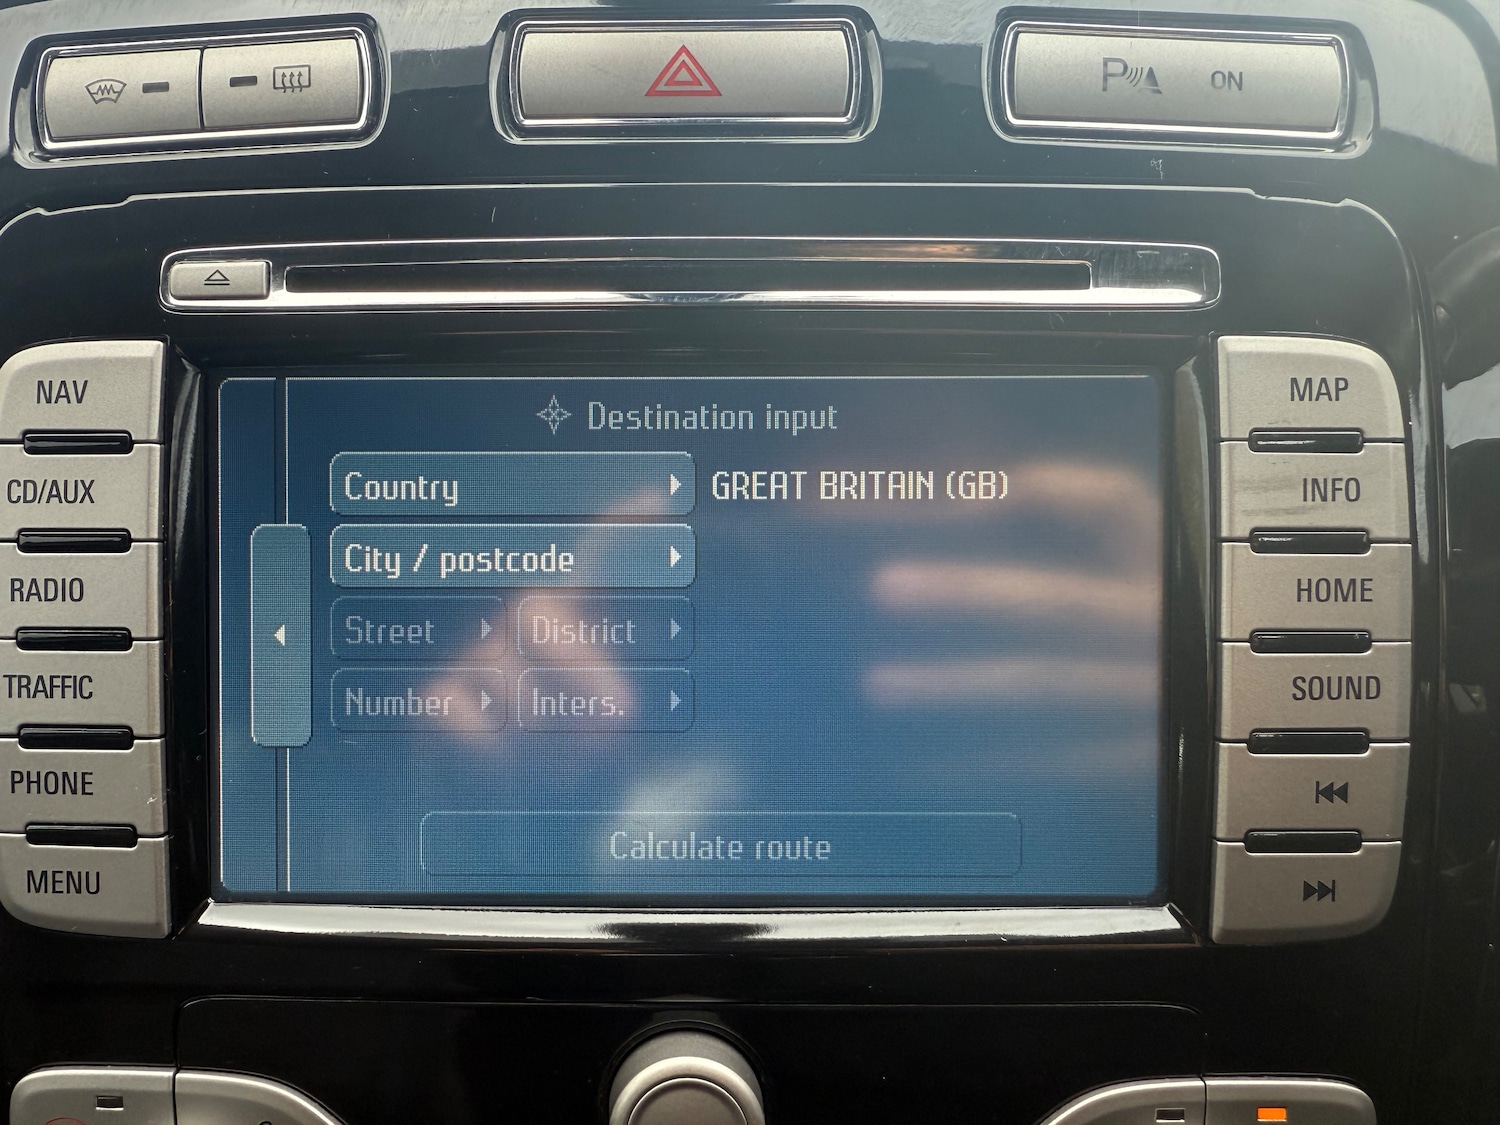 P ON
NAV
CD/AUX
RADIO
TRAFFIC
PHONE
MENU
Destination input
Country GREAT BRITAIN (GB)
City / postcode
Street District
Number Inters.
Calculate route
MAP
INFO
HOME
SOUND